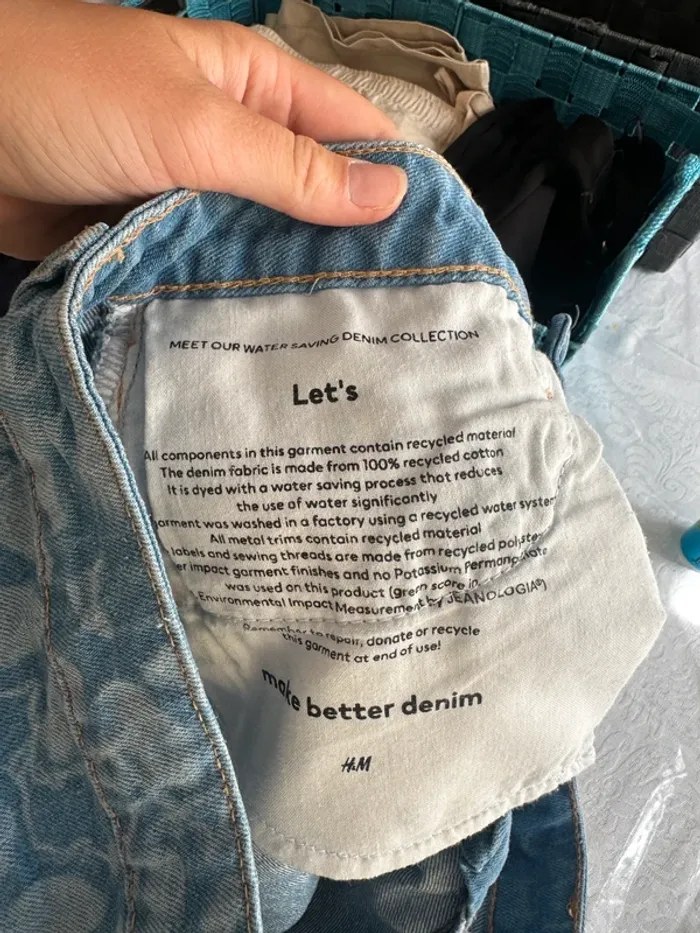 MEET OUR WATER SAVING DENIM COLLECTION
Let's
All components in this garment contain recycled material
The denim fabric is made from 100% recycled cotton
It is dyed with a water saving process that reduces
the use of water significantly
arment was washed in a factory using a recycled water system
All metal trims contain recycled material
labels and sewing threads are made from recycled polyster
er impact garment finishes and no Potassium Permanganate
was used on this product (green score in
Environmental Impact Measurement by JEANOLOGIA®)
Remember to repair, donate or recycle
this garment at end of use!
make better denim
H&M